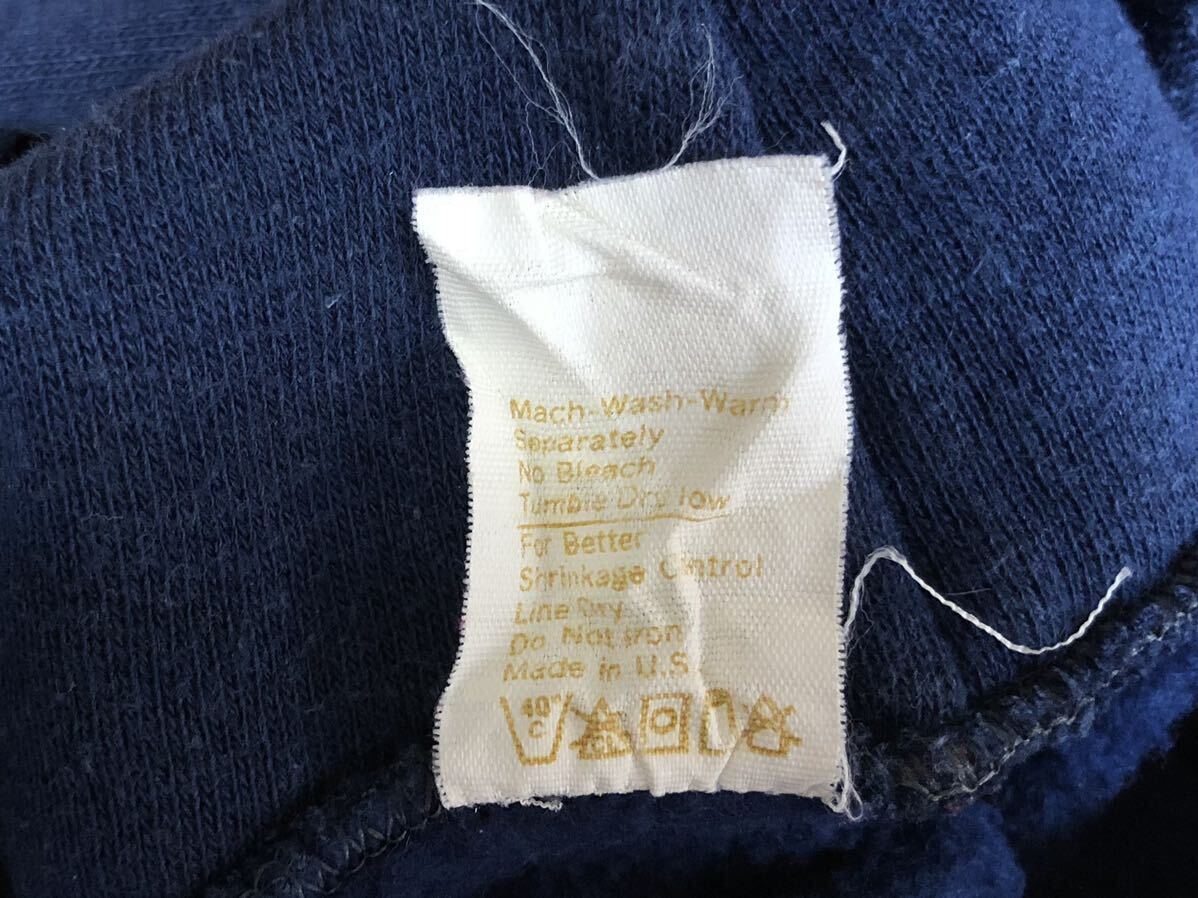 Mach-Wash-Warm
Separately
No Bleach
Tumble Dry low
For Better
Shrinkage Control
Line Dry
Do Not Iron
Made in U.S.
40°
C
CL